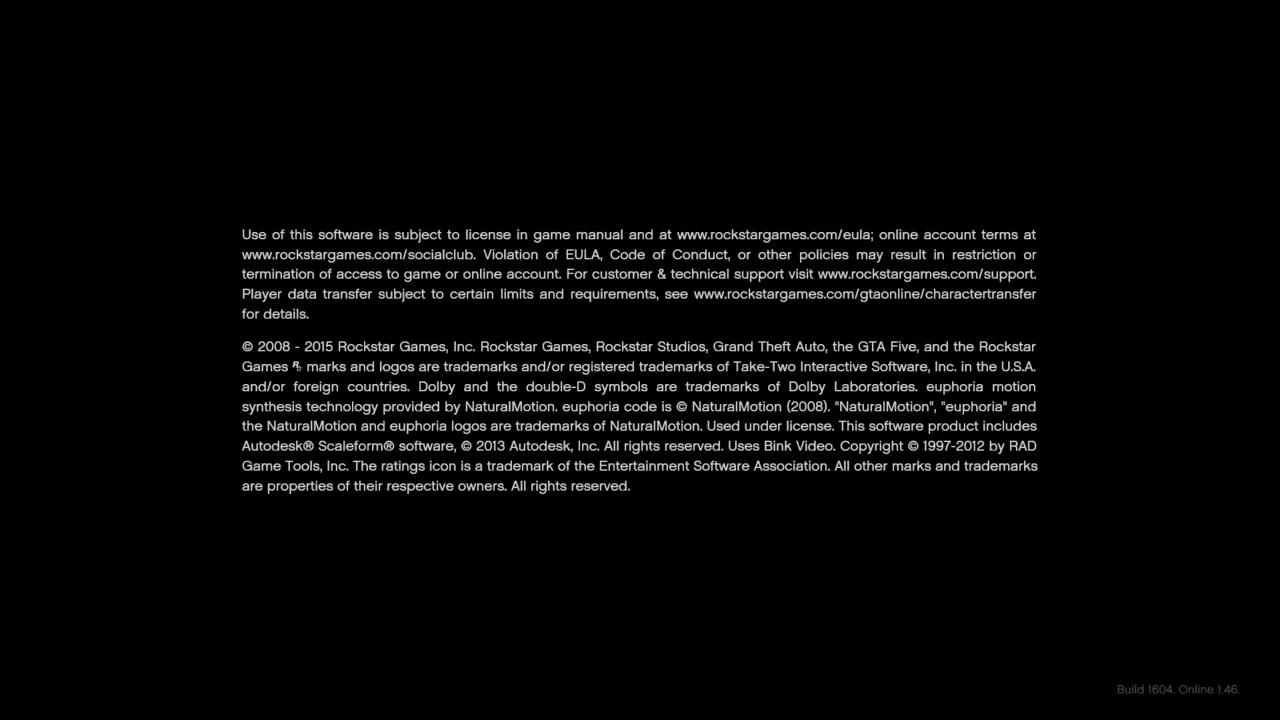 Use of this software is subject to license in game manual and at www.rockstargames.com/eula; online account terms at
www.rockstargames.com/socialclub. Violation of EULA, Code of Conduct, or other policies may result in restriction or
termination of access to game or online account. For customer & technical support visit www.rockstargames.com/support.
Player data transfer subject to certain limits and requirements, see www.rockstargames.com/gtaonline/charactertransfer
for details.
© 2008 - 2015 Rockstar Games, Inc. Rockstar Games, Rockstar Studios, Grand Theft Auto, the GTA Five, and the Rockstar
Games R* marks and logos are trademarks and/or registered trademarks of Take-Two Interactive Software, Inc. in the U.S.A.
and/or foreign countries. Dolby and the double-D symbols are trademarks of Dolby Laboratories. euphoria motion
synthesis technology provided by NaturalMotion. euphoria code is © NaturalMotion (2008). "NaturalMotion", "euphoria" and
the NaturalMotion and euphoria logos are trademarks of NaturalMotion. Used under license. This software product includes
Autodesk® Scaleform® software, © 2013 Autodesk, Inc. All rights reserved. Uses Bink Video. Copyright © 1997-2012 by RAD
Game Tools, Inc. The ratings icon is a trademark of the Entertainment Software Association. All other marks and trademarks
are properties of their respective owners. All rights reserved.
Build 1604. Online 1.46.